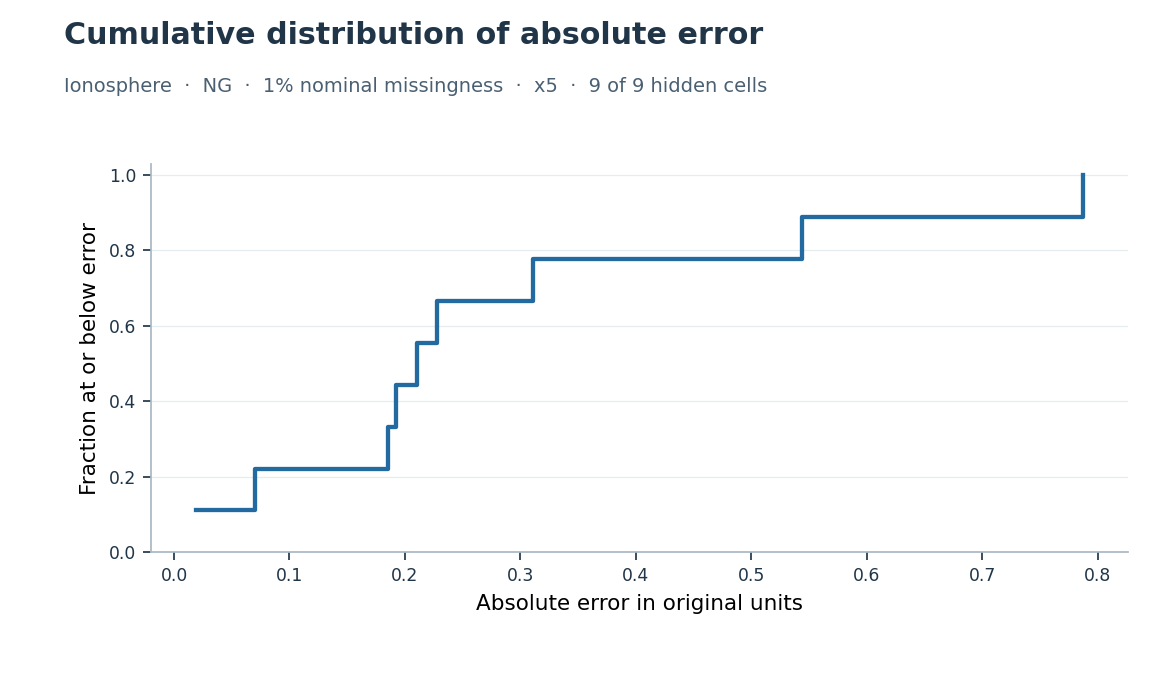 Cumulative distribution of absolute error
Ionosphere · NG · 1% nominal missingness · x5 · 9 of 9 hidden cells
1.0
0.8
0.6
0.4
0.2
0.0
Fraction at or below error
0.0 0.1 0.2 0.3 0.4 0.5 0.6 0.7 0.8
Absolute error in original units